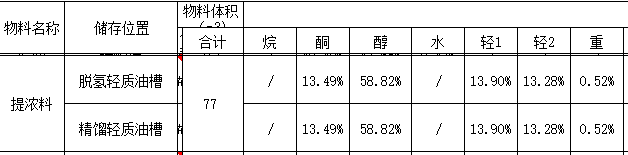 物料名称 储存位置 物料体积
合计 烷 酮 醇 水 轻1 轻2 重
提浓料 脱氢轻质油槽 77 / 13.49% 58.82% / 13.90% 13.28% 0.52%
精馏轻质油槽 / 13.49% 58.82% / 13.90% 13.28% 0.52%